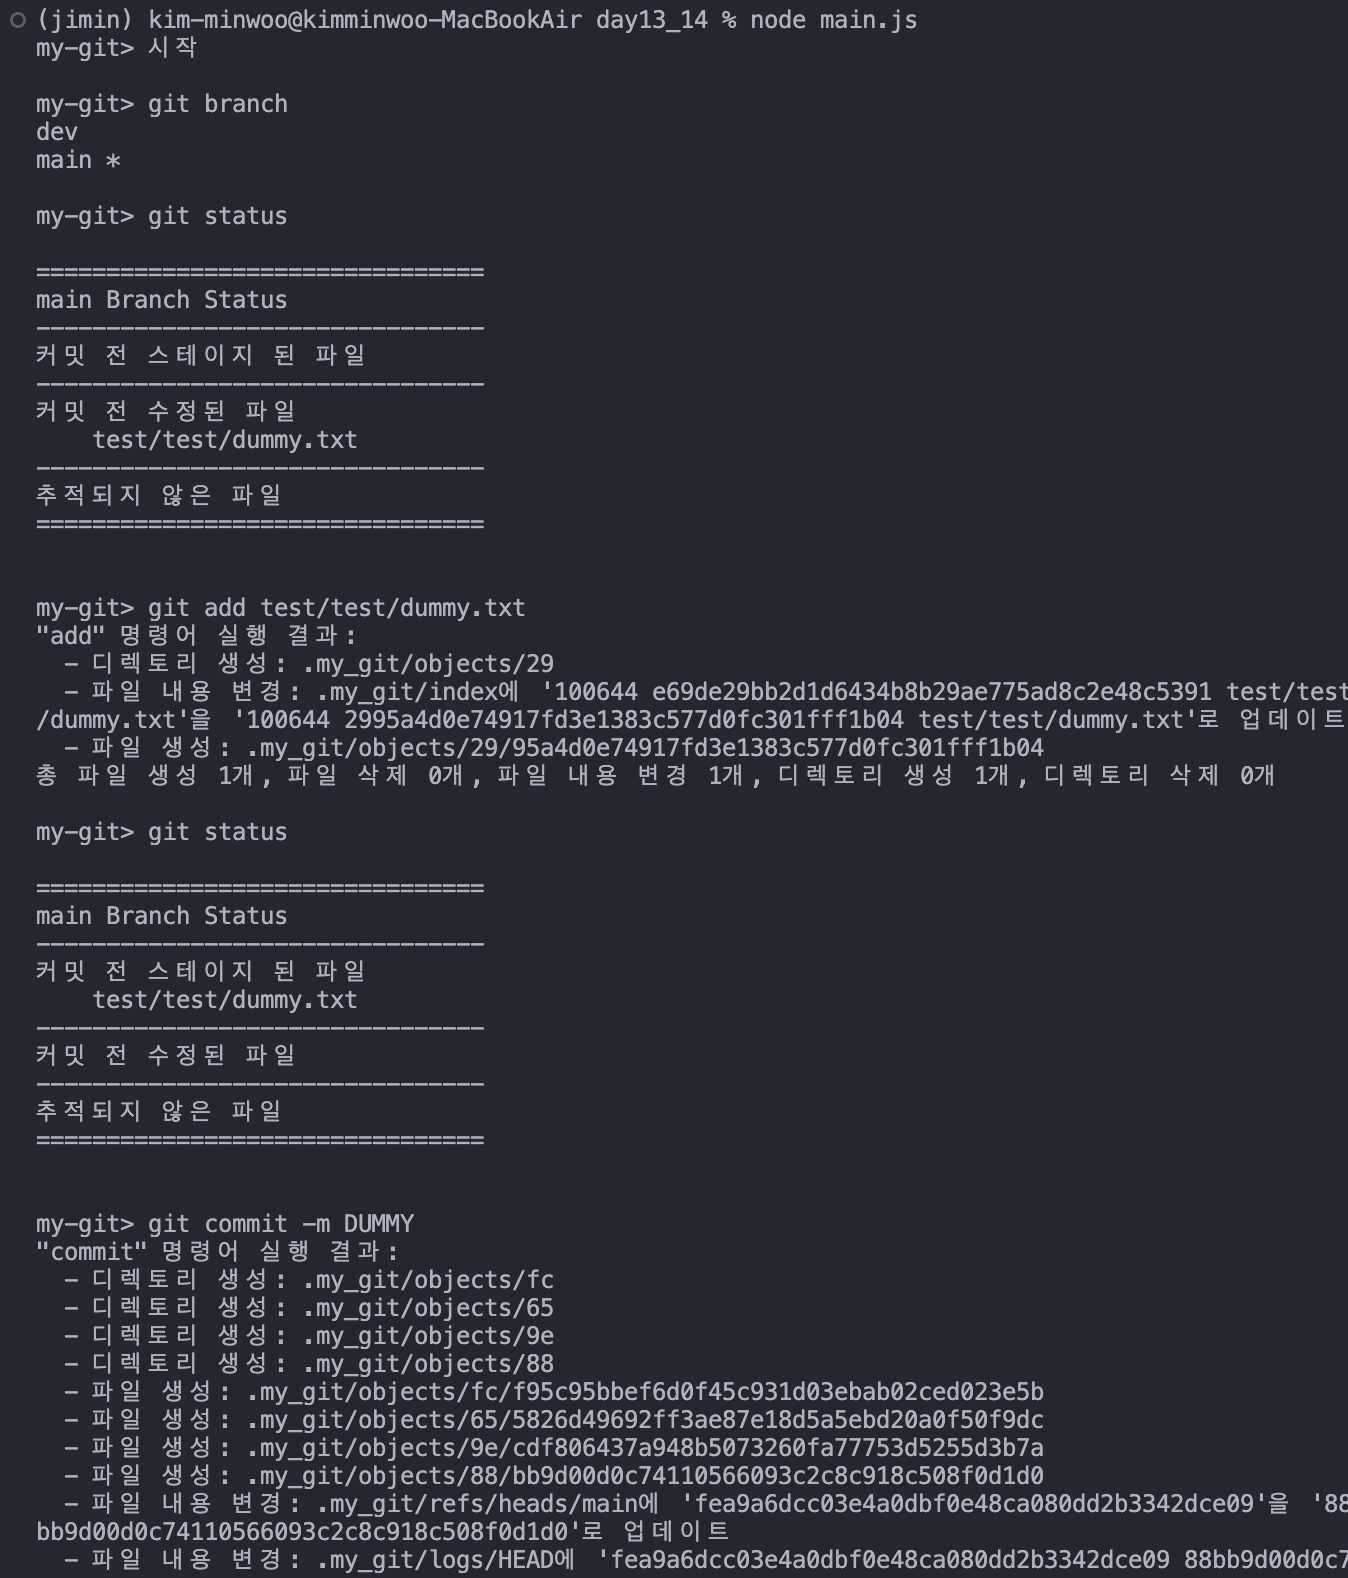 (jimin) kim-minwoo@kimminwoo-MacBookAir day13_14 % node main.js
my-git> 시작
my-git> git branch
dev
main *
my-git> git status
================================
main Branch Status
--------------------------------
커밋 전 스테이지 된 파일
--------------------------------
커밋 전 수정된 파일
    test/test/dummy.txt
--------------------------------
추적되지 않은 파일
================================
my-git> git add test/test/dummy.txt
"add" 명령어 실행 결과:
  - 디렉토리 생성: .my_git/objects/29
  - 파일 내용 변경: .my_git/index에 '100644 e69de29bb2d1d6434b8b29ae775ad8c2e48c5391 test/test
/dummy.txt'을 '100644 2995a4d0e74917fd3e1383c577d0fc301fff1b04 test/test/dummy.txt'로 업데이트
  - 파일 생성: .my_git/objects/29/95a4d0e74917fd3e1383c577d0fc301fff1b04
총 파일 생성 1개, 파일 삭제 0개, 파일 내용 변경 1개, 디렉토리 생성 1개, 디렉토리 삭제 0개
my-git> git status
================================
main Branch Status
--------------------------------
커밋 전 스테이지 된 파일
    test/test/dummy.txt
--------------------------------
커밋 전 수정된 파일
--------------------------------
추적되지 않은 파일
================================
my-git> git commit -m DUMMY
"commit" 명령어 실행 결과:
  - 디렉토리 생성: .my_git/objects/fc
  - 디렉토리 생성: .my_git/objects/65
  - 디렉토리 생성: .my_git/objects/9e
  - 디렉토리 생성: .my_git/objects/88
  - 파일 생성: .my_git/objects/fc/f95c95bbef6d0f45c931d03ebab02ced023e5b
  - 파일 생성: .my_git/objects/65/5826d49692ff3ae87e18d5a5ebd20a0f50f9dc
  - 파일 생성: .my_git/objects/9e/cdf806437a948b5073260fa77753d5255d3b7a
  - 파일 생성: .my_git/objects/88/bb9d00d0c74110566093c2c8c918c508f0d1d0
  - 파일 내용 변경: .my_git/refs/heads/main에 'fea9a6dcc03e4a0dbf0e48ca080dd2b3342dce09'을 '88
bb9d00d0c74110566093c2c8c918c508f0d1d0'로 업데이트
  - 파일 내용 변경: .my_git/logs/HEAD에 'fea9a6dcc03e4a0dbf0e48ca080dd2b3342dce09 88bb9d00d0c7